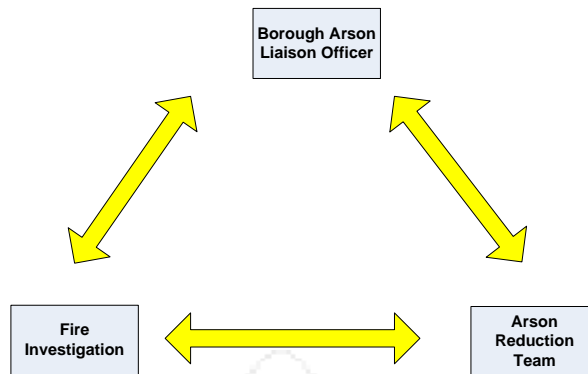 Borough Arson
Liaison Officer
Fire
Investigation
Arson
Reduction
Team